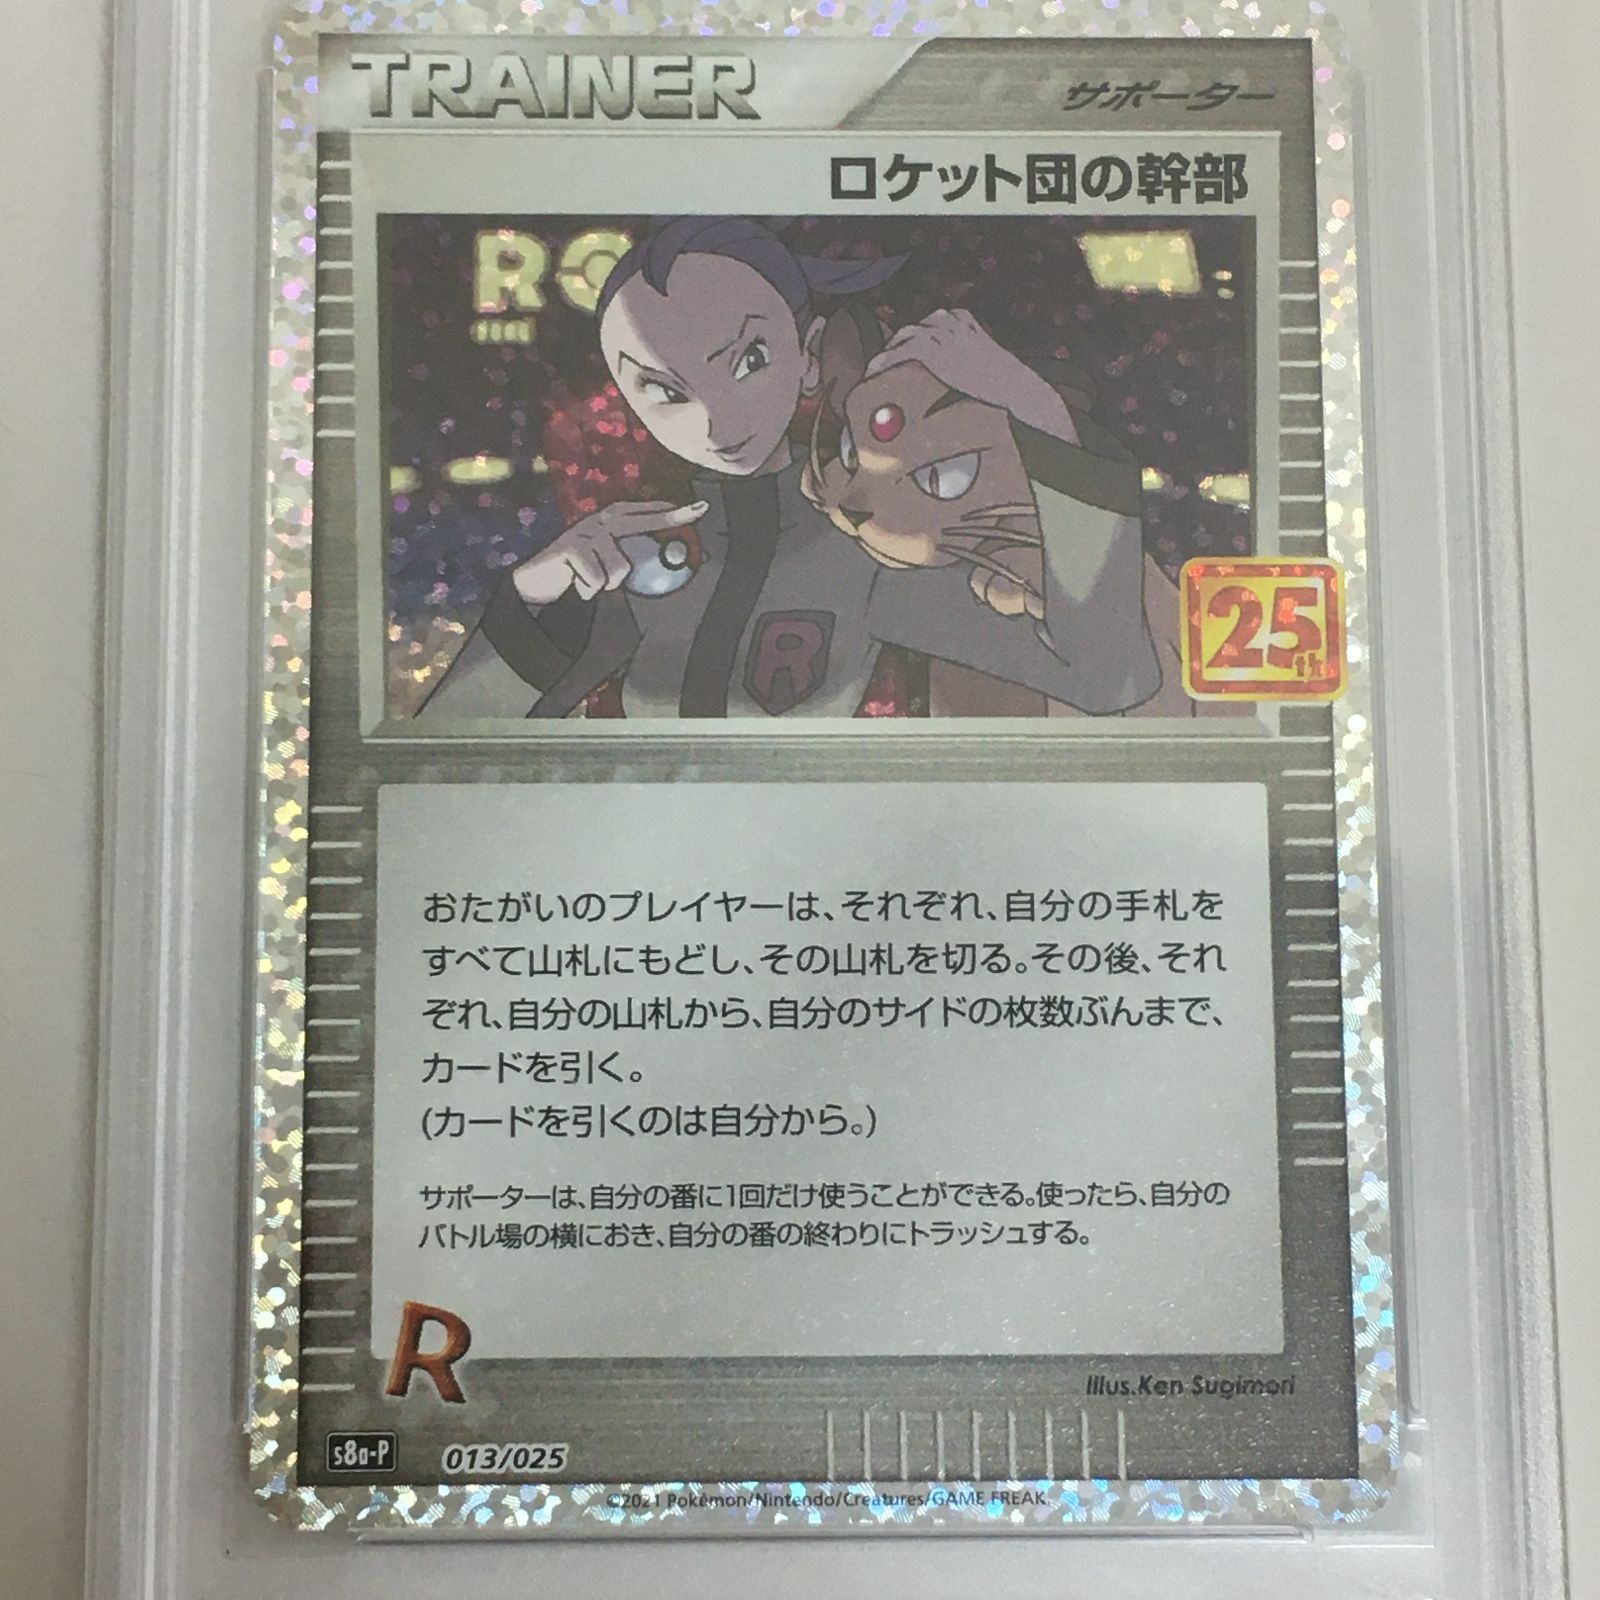 TRAINER
サポーター
ロケット団の幹部
R
25th
R
おたがいのプレイヤーは、それぞれ、自分の手札を
すべて山札にもどし、その山札を切る。その後、それ
ぞれ、自分の山札から、自分のサイドの枚数ぶんまで、
カードを引く。
(カードを引くのは自分から。)
サポーターは、自分の番に1回だけ使うことができる。使ったら、自分の
バトル場の横におき、自分の番の終わりにトラッシュする。
R
Illus.Ken Sugimori
s8a-P
013/025
©2021 Pokémon/Nintendo/Creatures/GAME FREAK.